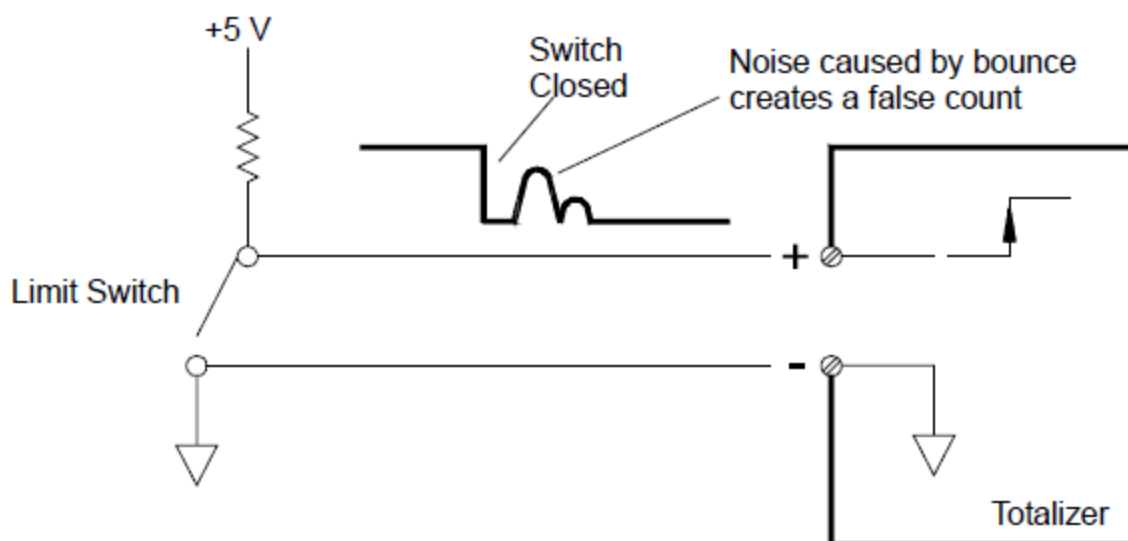 +5 V
Switch
Closed
Noise caused by bounce
creates a false count
+
Limit Switch
-
Totalizer